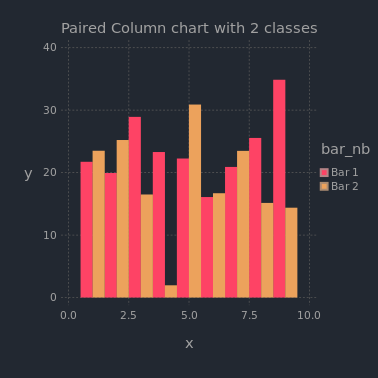 Paired Column chart with 2 classes
40
30
20
10
0
y
0.0 2.5 5.0 7.5 10.0
x
bar_nb
Bar 1
Bar 2